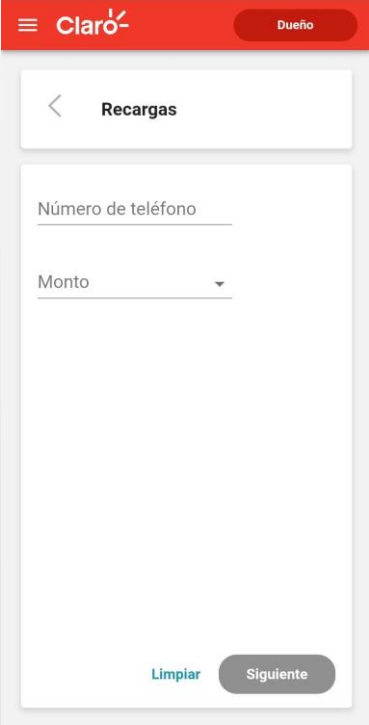 Claro
Dueño
Recargas
Número de teléfono
Monto
Limpiar
Siguiente